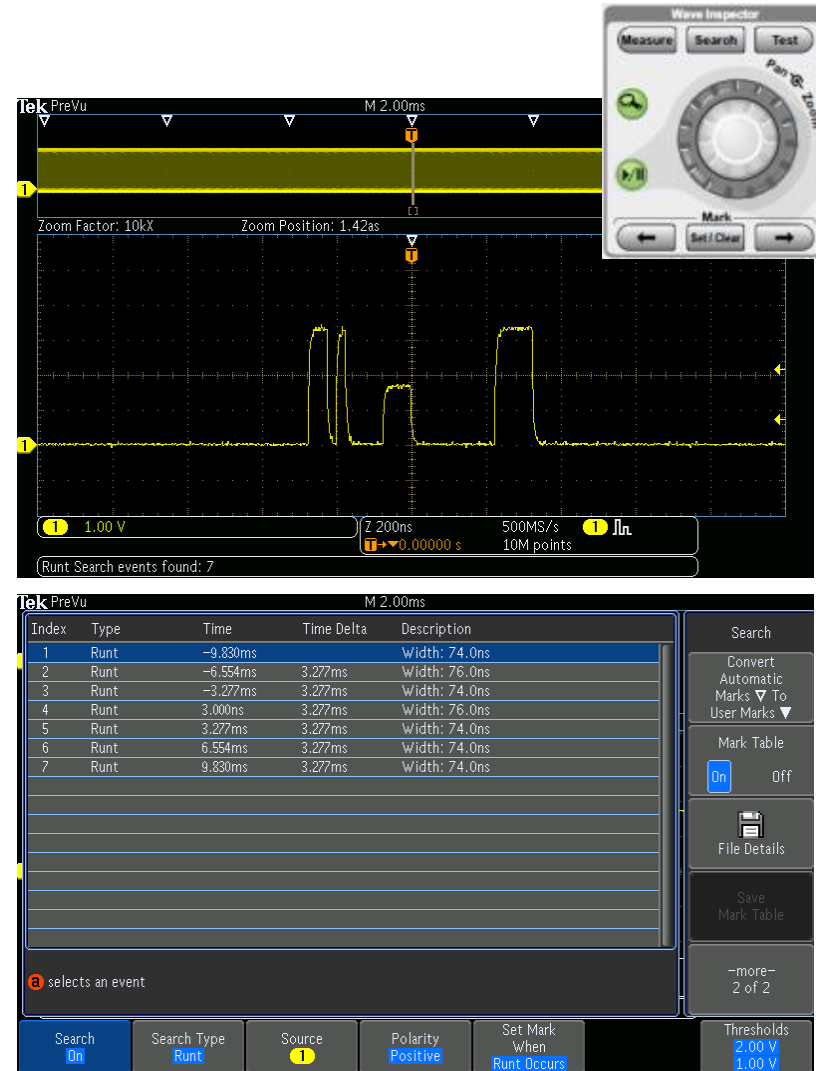 Wave Inspector
Measure Search Test
Pan Zoom
Tek PreVu M 2.00ms
T
1
Zoom Factor: 10kX Zoom Position: 1.42as
T
1
Mark
← Set / Clear →
1 1.00 V
Z 200ns 500MS/s 1
T→▼0.00000 s 10M points
Runt Search events found: 7
Tek PreVu M 2.00ms
Index Type Time Time Delta Description
1 Runt −9.830ms Width: 74.0ns
2 Runt −6.554ms 3.277ms Width: 76.0ns
3 Runt −3.277ms 3.277ms Width: 74.0ns
4 Runt 3.000ns 3.277ms Width: 76.0ns
5 Runt 3.277ms 3.277ms Width: 74.0ns
6 Runt 6.554ms 3.277ms Width: 74.0ns
7 Runt 9.830ms 3.277ms Width: 74.0ns
a selects an event
Search
Convert
Automatic
Marks ▽ To
User Marks ▼
Mark Table
On Off
File Details
Save
Mark Table
−more−
2 of 2
Search
On
Search Type
Runt
Source
1
Polarity
Positive
Set Mark
When
Runt Occurs
Thresholds
2.00 V
1.00 V